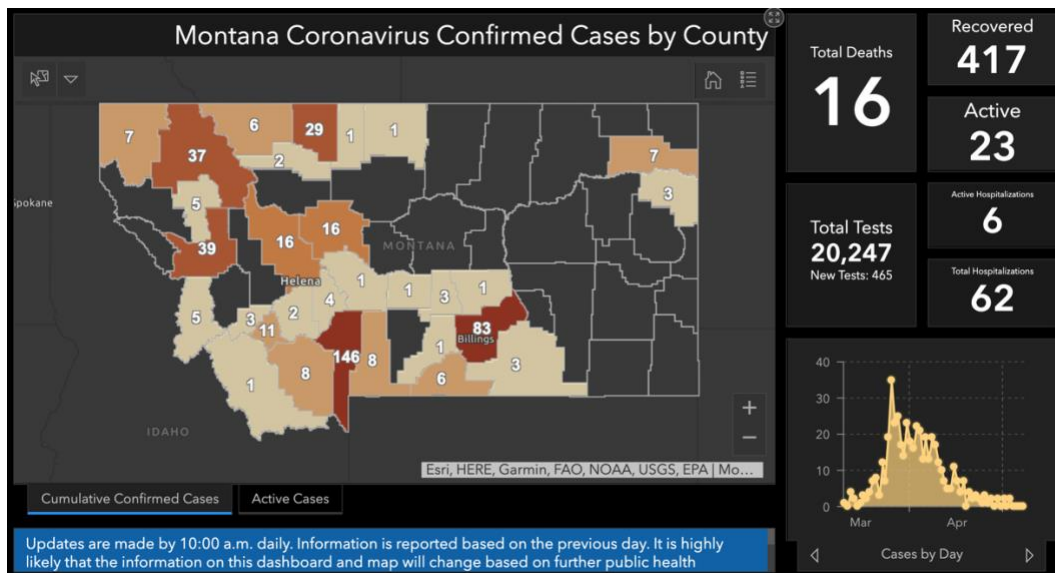 Montana Coronavirus Confirmed Cases by County
7
37
6
2
29
1
1
7
3
5
39
16
16
MONTANA
Spokane
Helena
1
1
3
1
4
2
3
11
5
83
Billings
1
146
8
8
1
6
3
IDAHO
+
−
Esri, HERE, Garmin, FAO, NOAA, USGS, EPA | Mo...
Cumulative Confirmed Cases
Active Cases
Updates are made by 10:00 a.m. daily. Information is reported based on the previous day. It is highly
likely that the information on this dashboard and map will change based on further public health
Total Deaths
16
Total Tests
20,247
New Tests: 465
Recovered
417
Active
23
Active Hospitalizations
6
Total Hospitalizations
62
40
30
20
10
0
Mar
Apr
Cases by Day